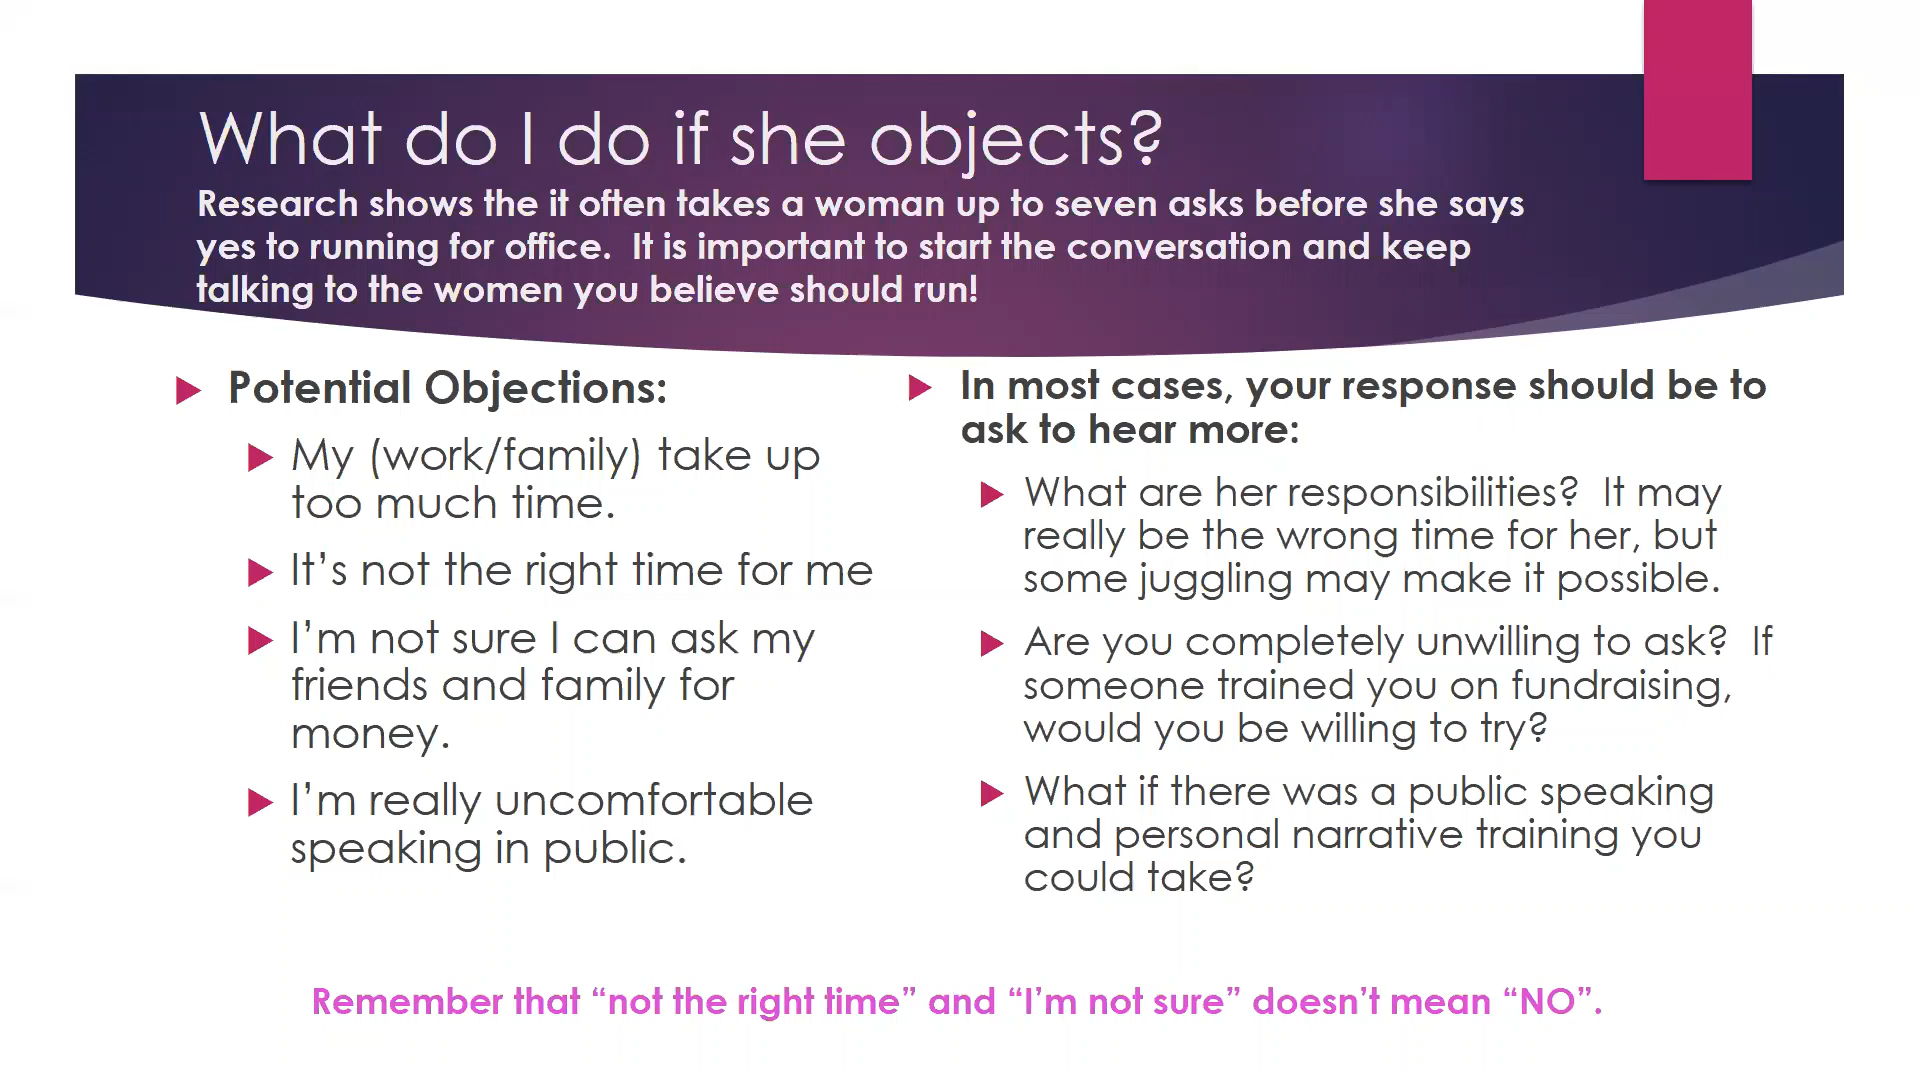 What do I do if she objects?
Research shows the it often takes a woman up to seven asks before she says
yes to running for office.  It is important to start the conversation and keep
talking to the women you believe should run!
Potential Objections:
My (work/family) take up
too much time.
It’s not the right time for me
I’m not sure I can ask my
friends and family for
money.
I’m really uncomfortable
speaking in public.
In most cases, your response should be to
ask to hear more:
What are her responsibilities?  It may
really be the wrong time for her, but
some juggling may make it possible.
Are you completely unwilling to ask?  If
someone trained you on fundraising,
would you be willing to try?
What if there was a public speaking
and personal narrative training you
could take?
Remember that “not the right time” and “I’m not sure” doesn’t mean “NO”.